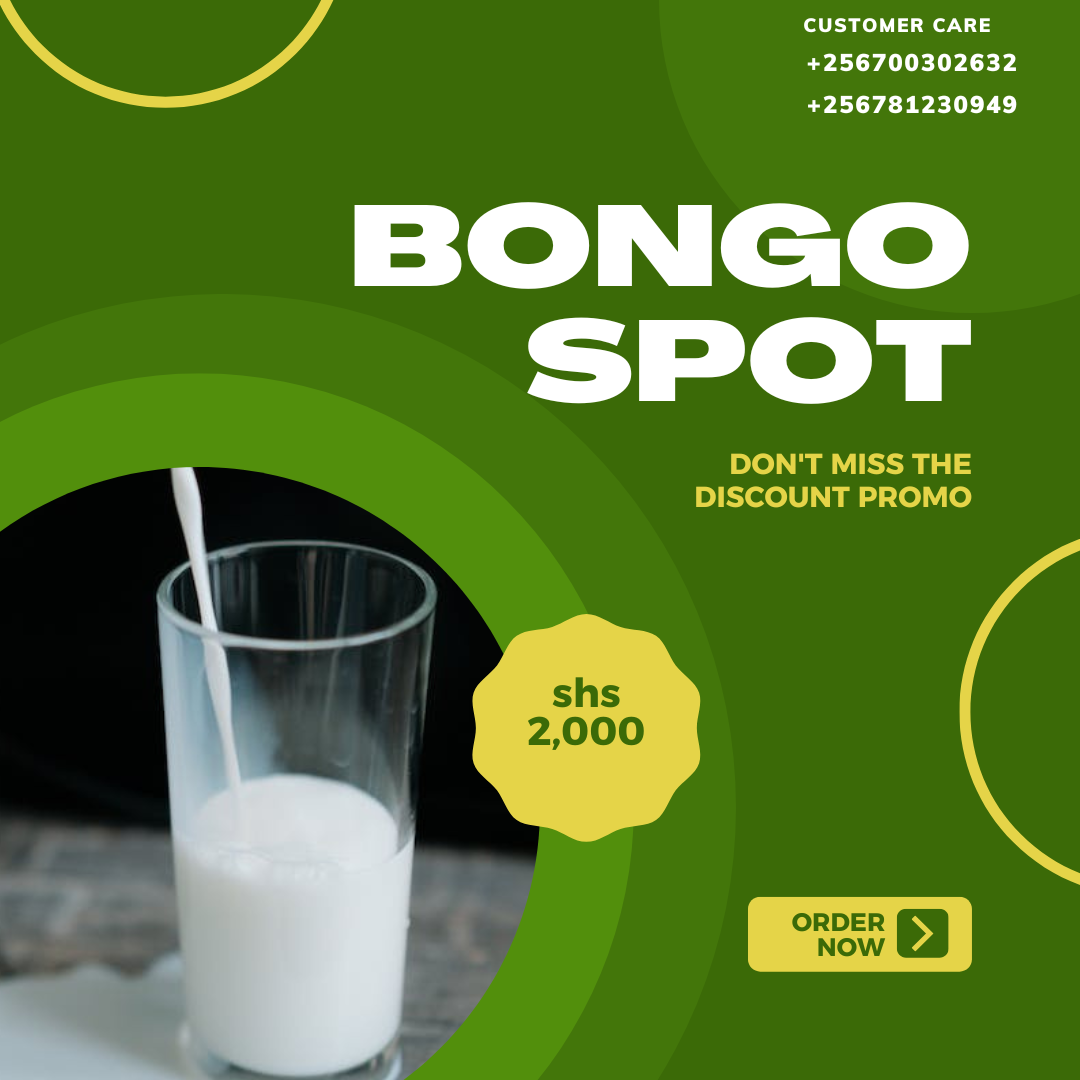 CUSTOMER CARE
+256700302632
+256781230949
BONGO
SPOT
DON'T MISS THE
DISCOUNT PROMO
shs
2,000
ORDER
NOW